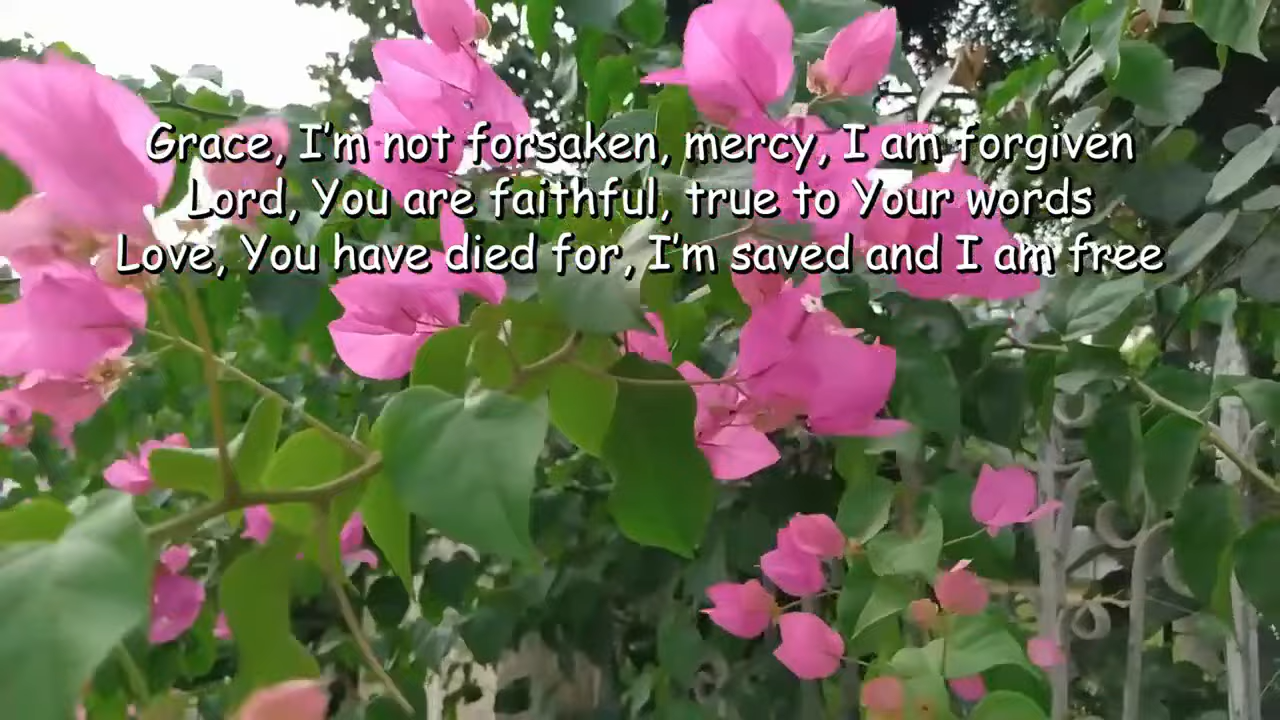 Grace, I'm not forsaken, mercy, I am forgiven
Lord, You are faithful, true to Your words
Love, You have died for, I'm saved and I am free